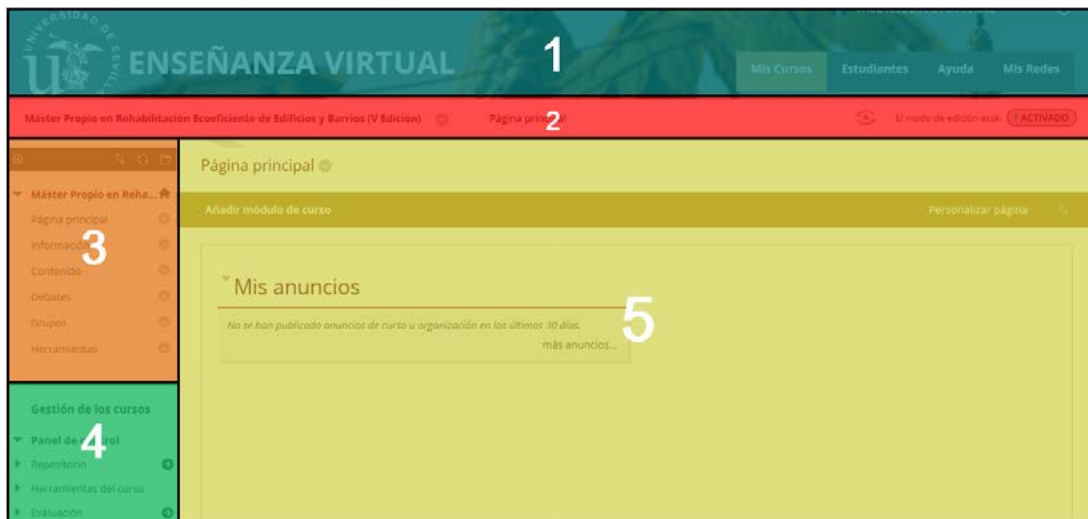 UNIVERSIDAD DE SEVILLA
ENSEÑANZA VIRTUAL
1
Mis Cursos Estudiantes Ayuda Mis Redes
Máster Propio en Rehabilitación Ecoeficiente de Edificios y Barrios (V Edición) Página principal
2
El modo de edición está: ACTIVADO
Máster Propio en Reha...
Página principal
Información
3
Contenido
Debates
Grupos
Herramientas
Gestión de los cursos
Panel de control
4
Repositorio
Herramientas del curso
Evaluación
Página principal
Añadir módulo de curso Personalizar página
Mis anuncios
No se han publicado anuncios de curso u organización en los últimos 30 días.
más anuncios...
5